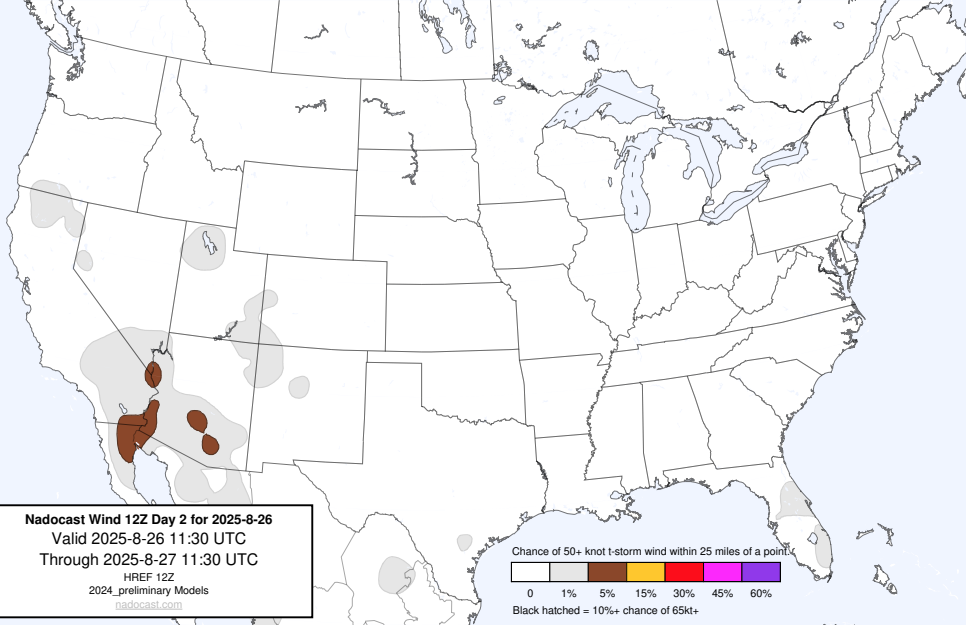 Nadocast Wind 12Z Day 2 for 2025-8-26
Valid 2025-8-26 11:30 UTC
Through 2025-8-27 11:30 UTC
HREF 12Z
2024_preliminary Models
nadocast.com
Chance of 50+ knot t-storm wind within 25 miles of a point.
0 1% 5% 15% 30% 45% 60%
Black hatched = 10%+ chance of 65kt+